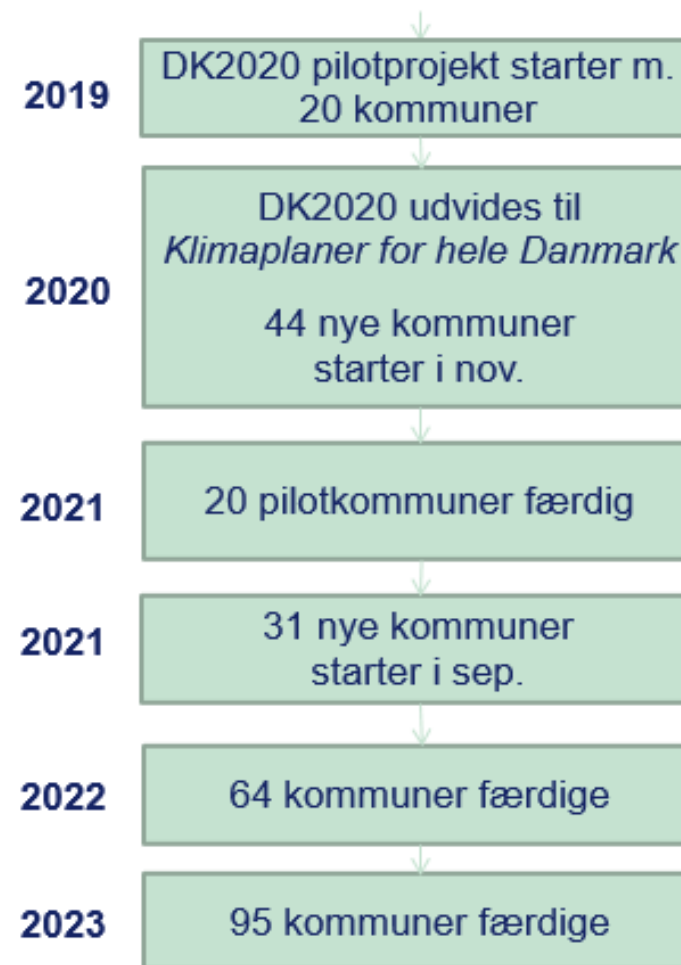 2019
DK2020 pilotprojekt starter m.
20 kommuner
2020
DK2020 udvides til
Klimaplaner for hele Danmark
44 nye kommuner
starter i nov.
2021
20 pilotkommuner færdig
2021
31 nye kommuner
starter i sep.
2022
64 kommuner færdige
2023
95 kommuner færdige